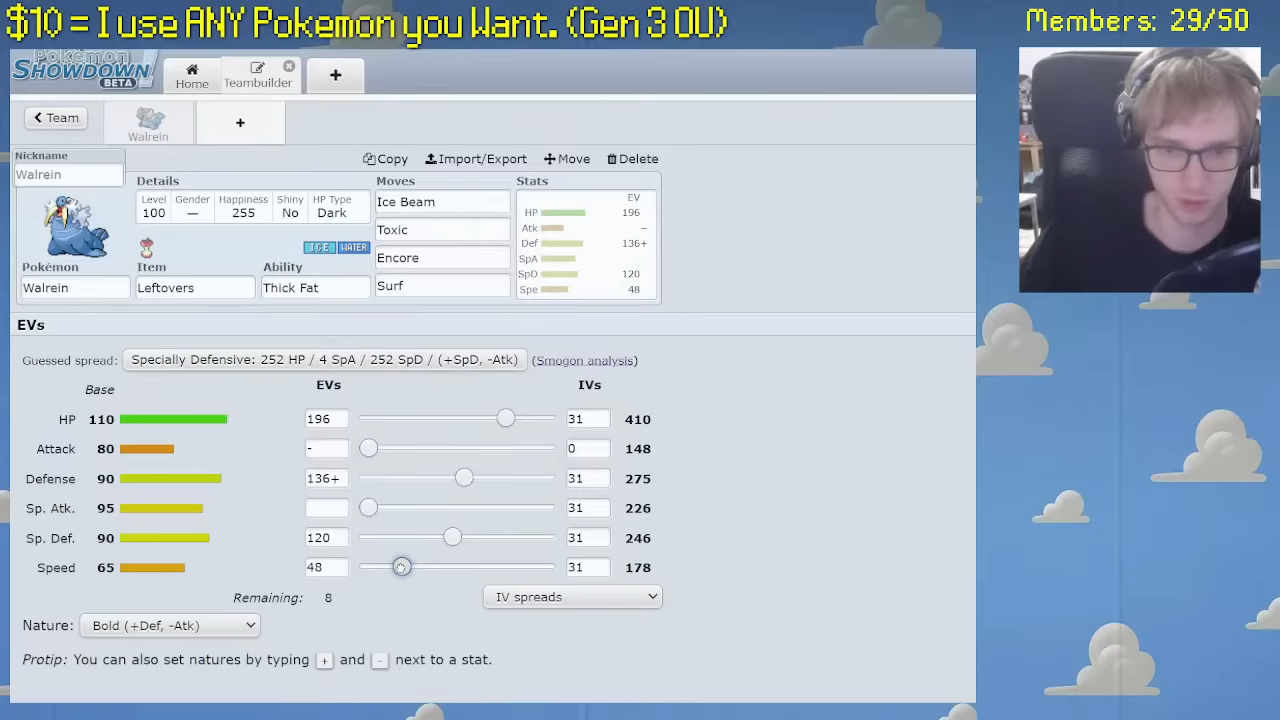 $10 = I use ANY Pokemon you Want. (Gen 3 OU)
Members: 29/50
Pokémon
SHOWDOWN!
BETA
Home
Teambuilder
+
Team
Walrein
+
Nickname
Walrein
Copy
Import/Export
Move
Delete
Details
Moves
Stats
Level Gender Happiness Shiny HP Type
100 — 255 No Dark
ICE WATER
Pokémon
Walrein
Item
Leftovers
Ability
Thick Fat
Ice Beam
Toxic
Encore
Surf
EV
HP 196
Atk –
Def 136+
SpA
SpD 120
Spe 48
EVs
Guessed spread: Specially Defensive: 252 HP / 4 SpA / 252 SpD / (+SpD, -Atk) (Smogon analysis)
Base EVs IVs
HP 110 196 31 410
Attack 80 - 0 148
Defense 90 136+ 31 275
Sp. Atk. 95 31 226
Sp. Def. 90 120 31 246
Speed 65 48 31 178
Remaining: 8 IV spreads
Nature: Bold (+Def, -Atk)
Protip: You can also set natures by typing + and - next to a stat.